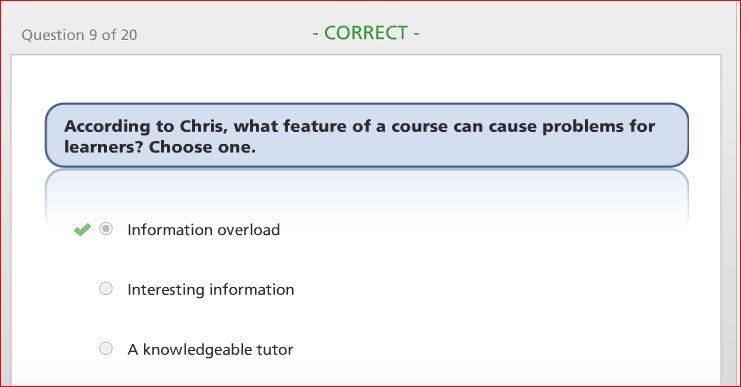 Question 9 of 20
- CORRECT -
According to Chris, what feature of a course can cause problems for
learners? Choose one.
Information overload
Interesting information
A knowledgeable tutor